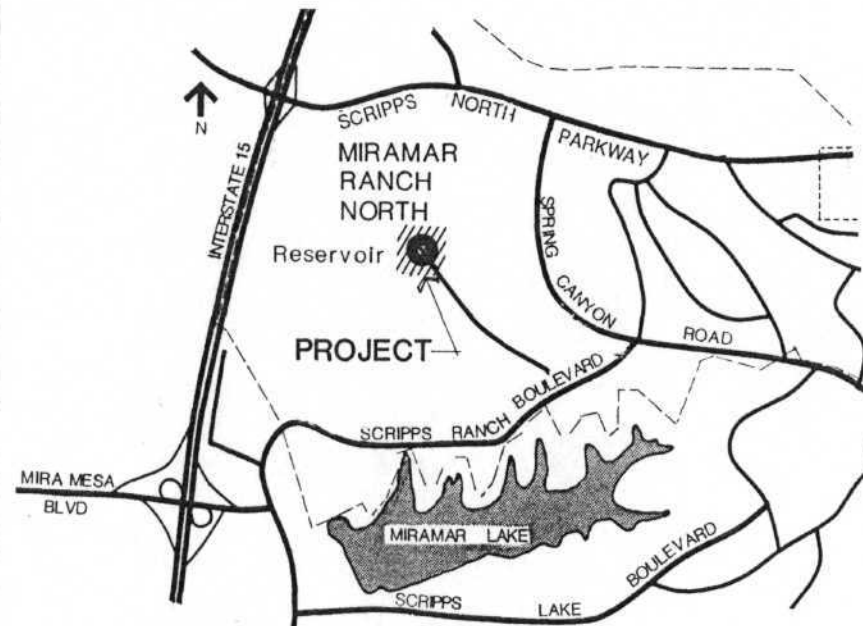 SCRIPPS NORTH PARKWAY
N
INTERSTATE 15
MIRAMAR
RANCH
NORTH
Reservoir
SPRING CANYON ROAD
PROJECT
SCRIPPS RANCH BOULEVARD
MIRA MESA
BLVD
MIRAMAR LAKE
SCRIPPS LAKE BOULEVARD